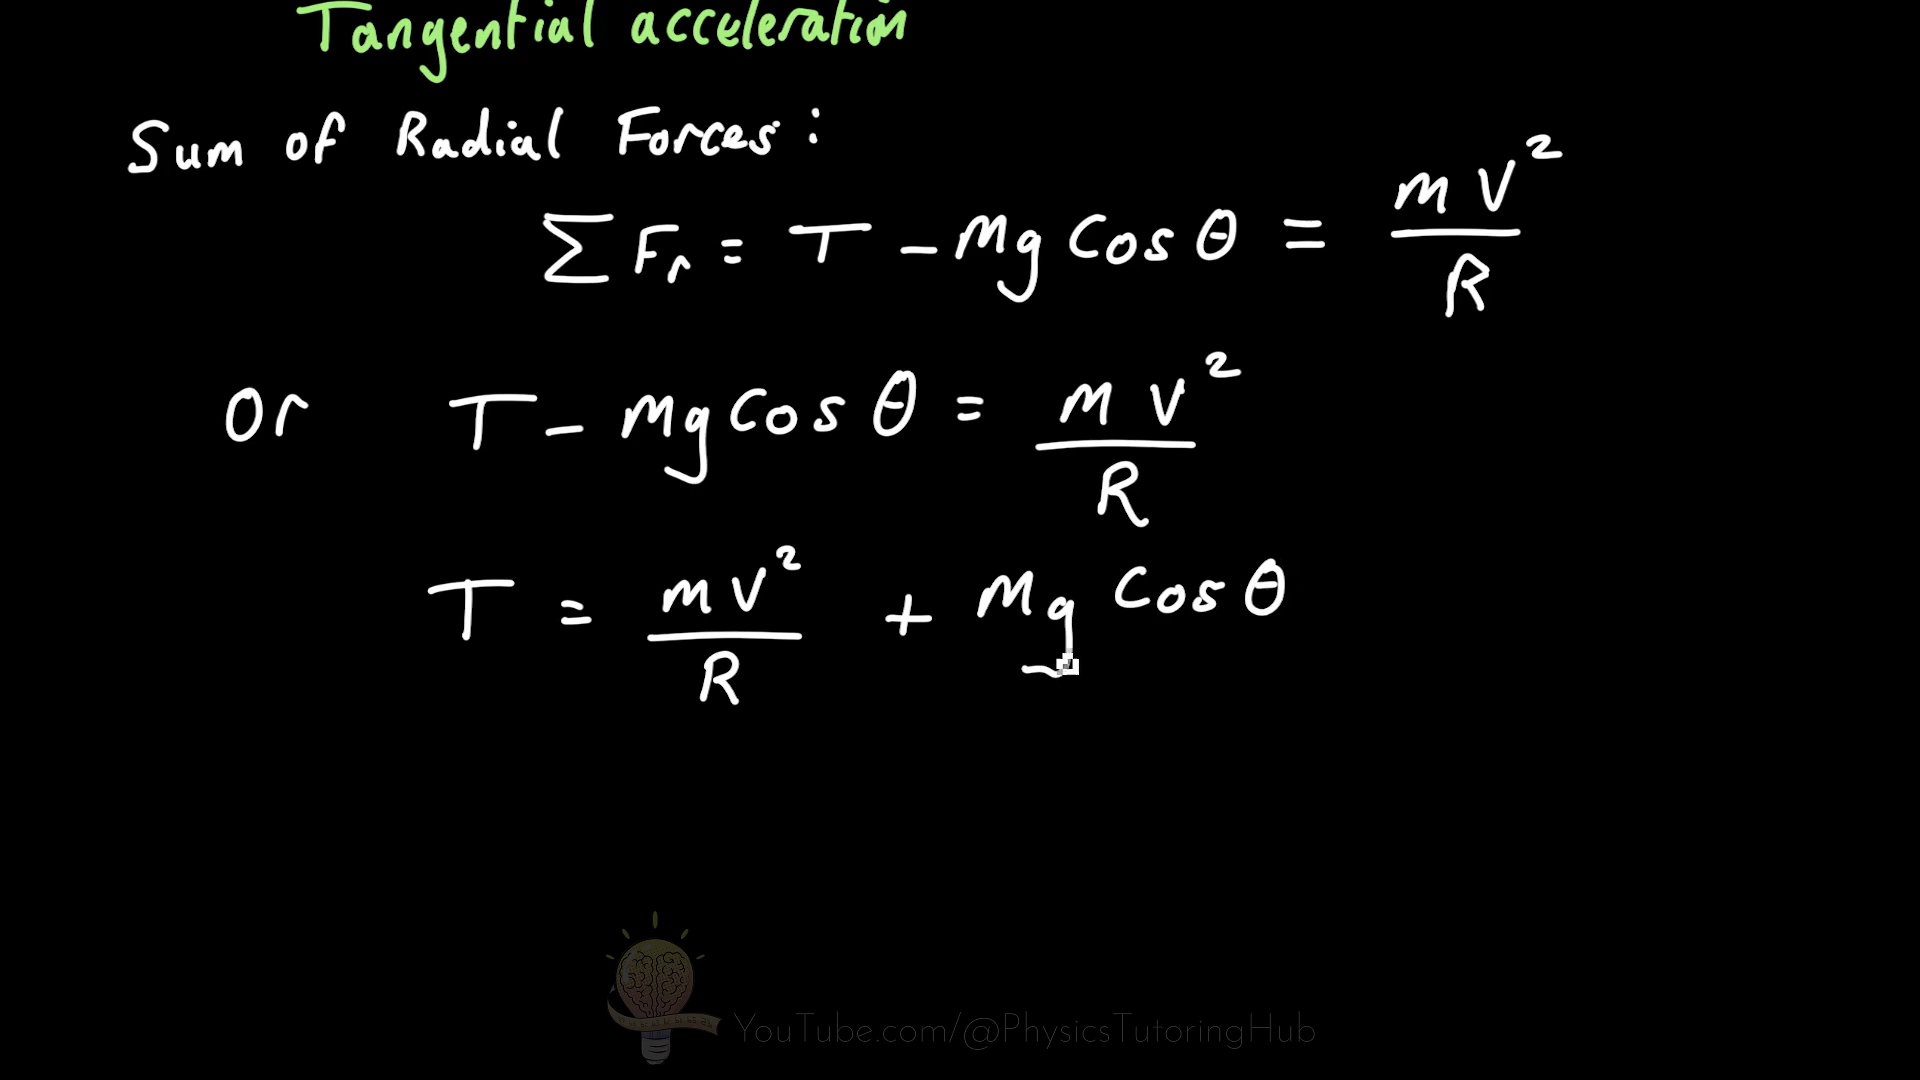 Tangential acceleration
Sum of Radial Forces:
∑Fr = T - Mg Cos θ = mv²/R
Or T - Mg Cos θ = mv²/R
T = mv²/R + Mg Cos θ
YouTube.com/@PhysicsTutoringHub